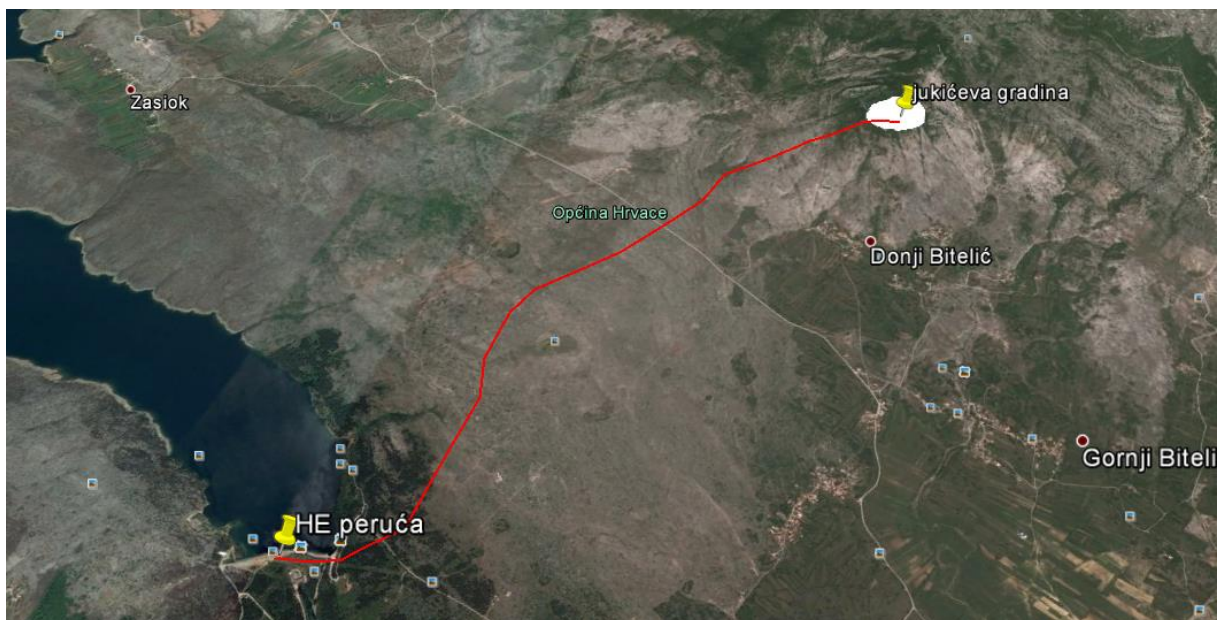 jukićeva gradina
Zasiok
Općina Hrvace
Donji Bitelić
Gornji Biteli
HE peruća